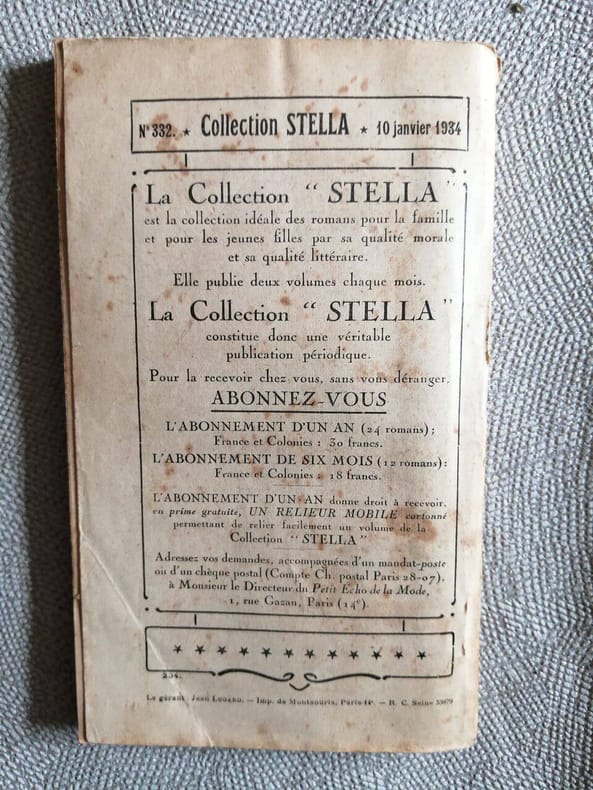 N° 332. ★ Collection STELLA ★ 10 janvier 1934
La Collection “ STELLA ”
est la collection idéale des romans pour la famille
et pour les jeunes filles par sa qualité morale
et sa qualité littéraire.
Elle publie deux volumes chaque mois.
La Collection “ STELLA ”
constitue donc une véritable
publication périodique.
Pour la recevoir chez vous, sans vous déranger,
ABONNEZ-VOUS
L'ABONNEMENT D'UN AN (24 romans) ;
France et Colonies : 30 francs.
L'ABONNEMENT DE SIX MOIS (12 romans) :
France et Colonies : 18 francs.
L'ABONNEMENT D'UN AN donne droit à recevoir,
en prime gratuite, UN RELIEUR MOBILE cartonné
permettant de relier facilement un volume de la
Collection “ STELLA ”
Adressez vos demandes, accompagnées d'un mandat-poste
ou d'un chèque postal (Compte Ch. postal Paris 28-07),
à Monsieur le Directeur du Petit Écho de la Mode,
1, rue Gazan, Paris (14e).
234.
Le gérant : Jean LUGARO. — Imp. de Montsouris, Paris-14e. — R. C. Seine 53879